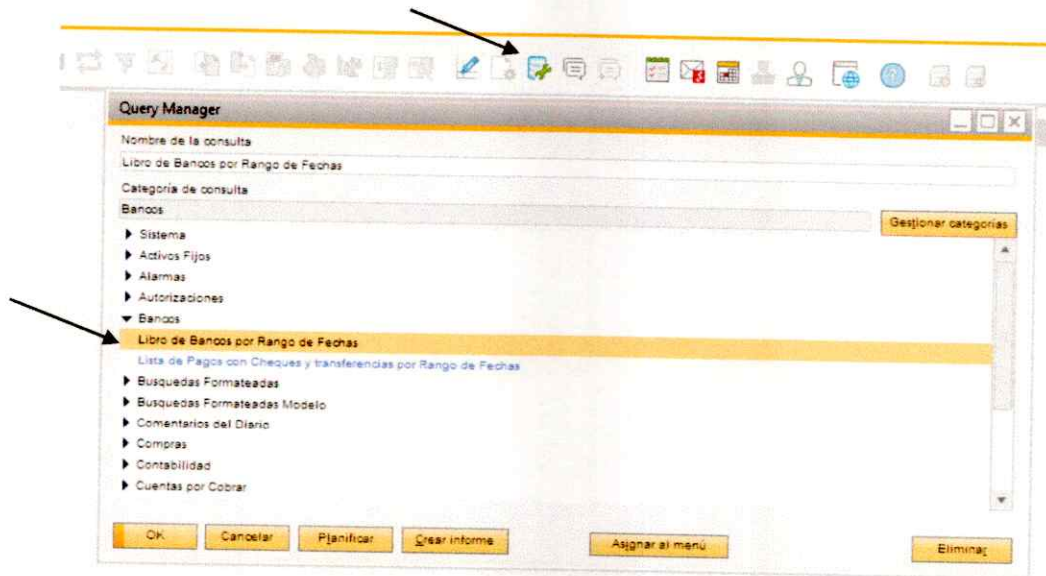 Query Manager
Nombre de la consulta
Libro de Bancos por Rango de Fechas
Categoría de consulta
Bancos
Gestionar categorías
Sistema
Activos Fijos
Alarmas
Autorizaciones
Bancos
Libro de Bancos por Rango de Fechas
Lista de Pagos con Cheques y transferencias por Rango de Fechas
Busquedas Formateadas
Busquedas Formateadas Modelo
Comentarios del Diario
Compras
Contabilidad
Cuentas por Cobrar
OK Cancelar Planificar Crear informe Asignar al menú Eliminar